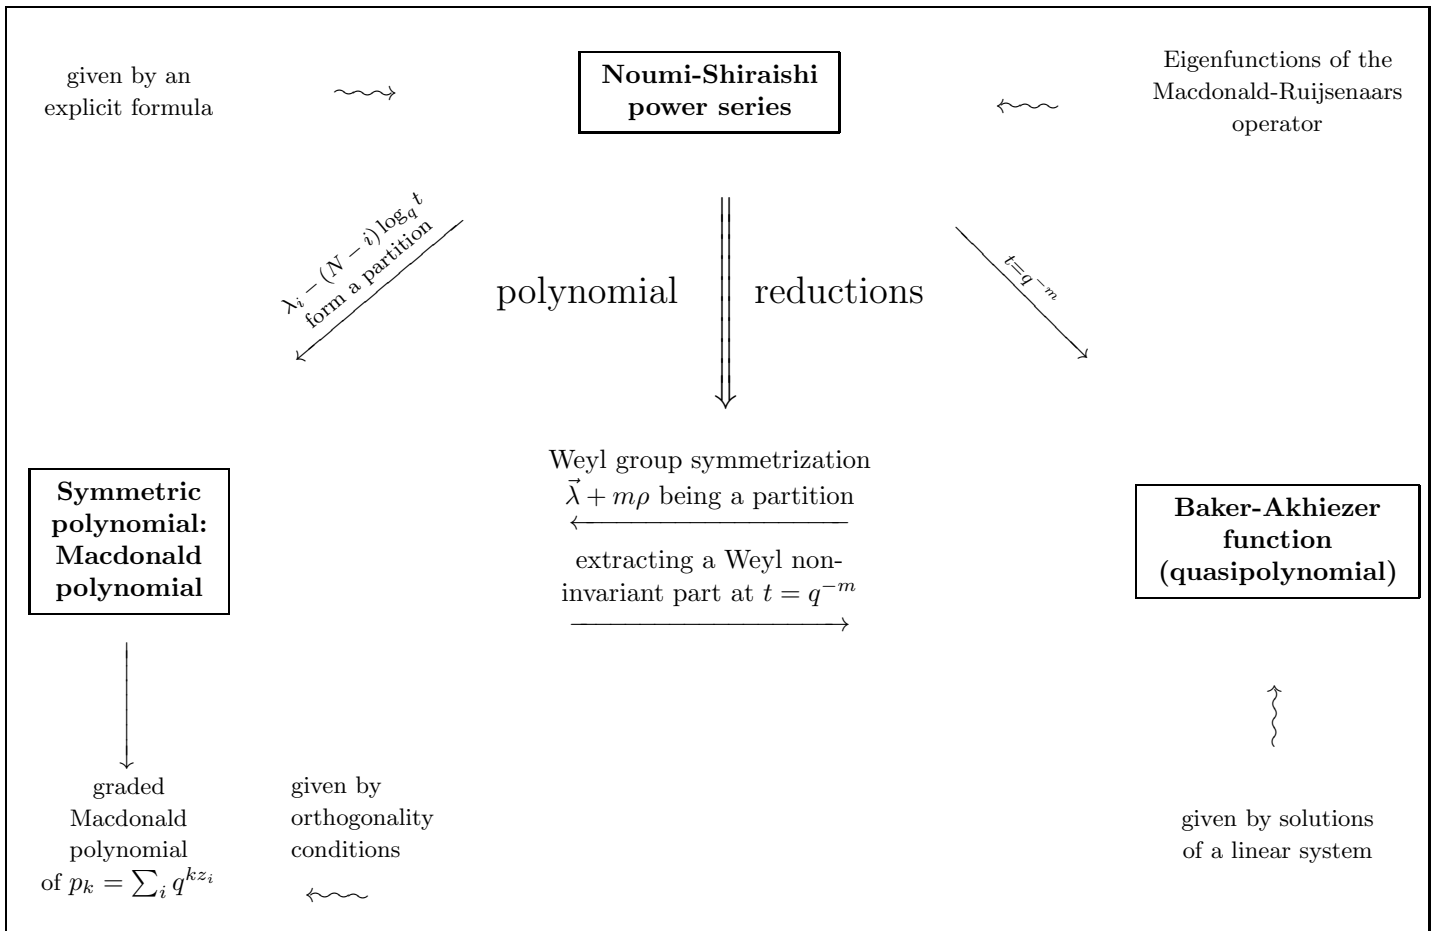 given by an
explicit formula
Noumi-Shiraishi
power series
Eigenfunctions of the
Macdonald-Ruijsenaars
operator
λ_i − (N − i) log_q t
form a partition
polynomial
reductions
t=q^{−m}
Weyl group symmetrization
\vec{λ} + mρ being a partition
extracting a Weyl non-
invariant part at t = q^{−m}
Symmetric
polynomial:
Macdonald
polynomial
Baker-Akhiezer
function
(quasipolynomial)
graded
Macdonald
polynomial
of p_k = ∑_i q^{kz_i}
given by
orthogonality
conditions
given by solutions
of a linear system